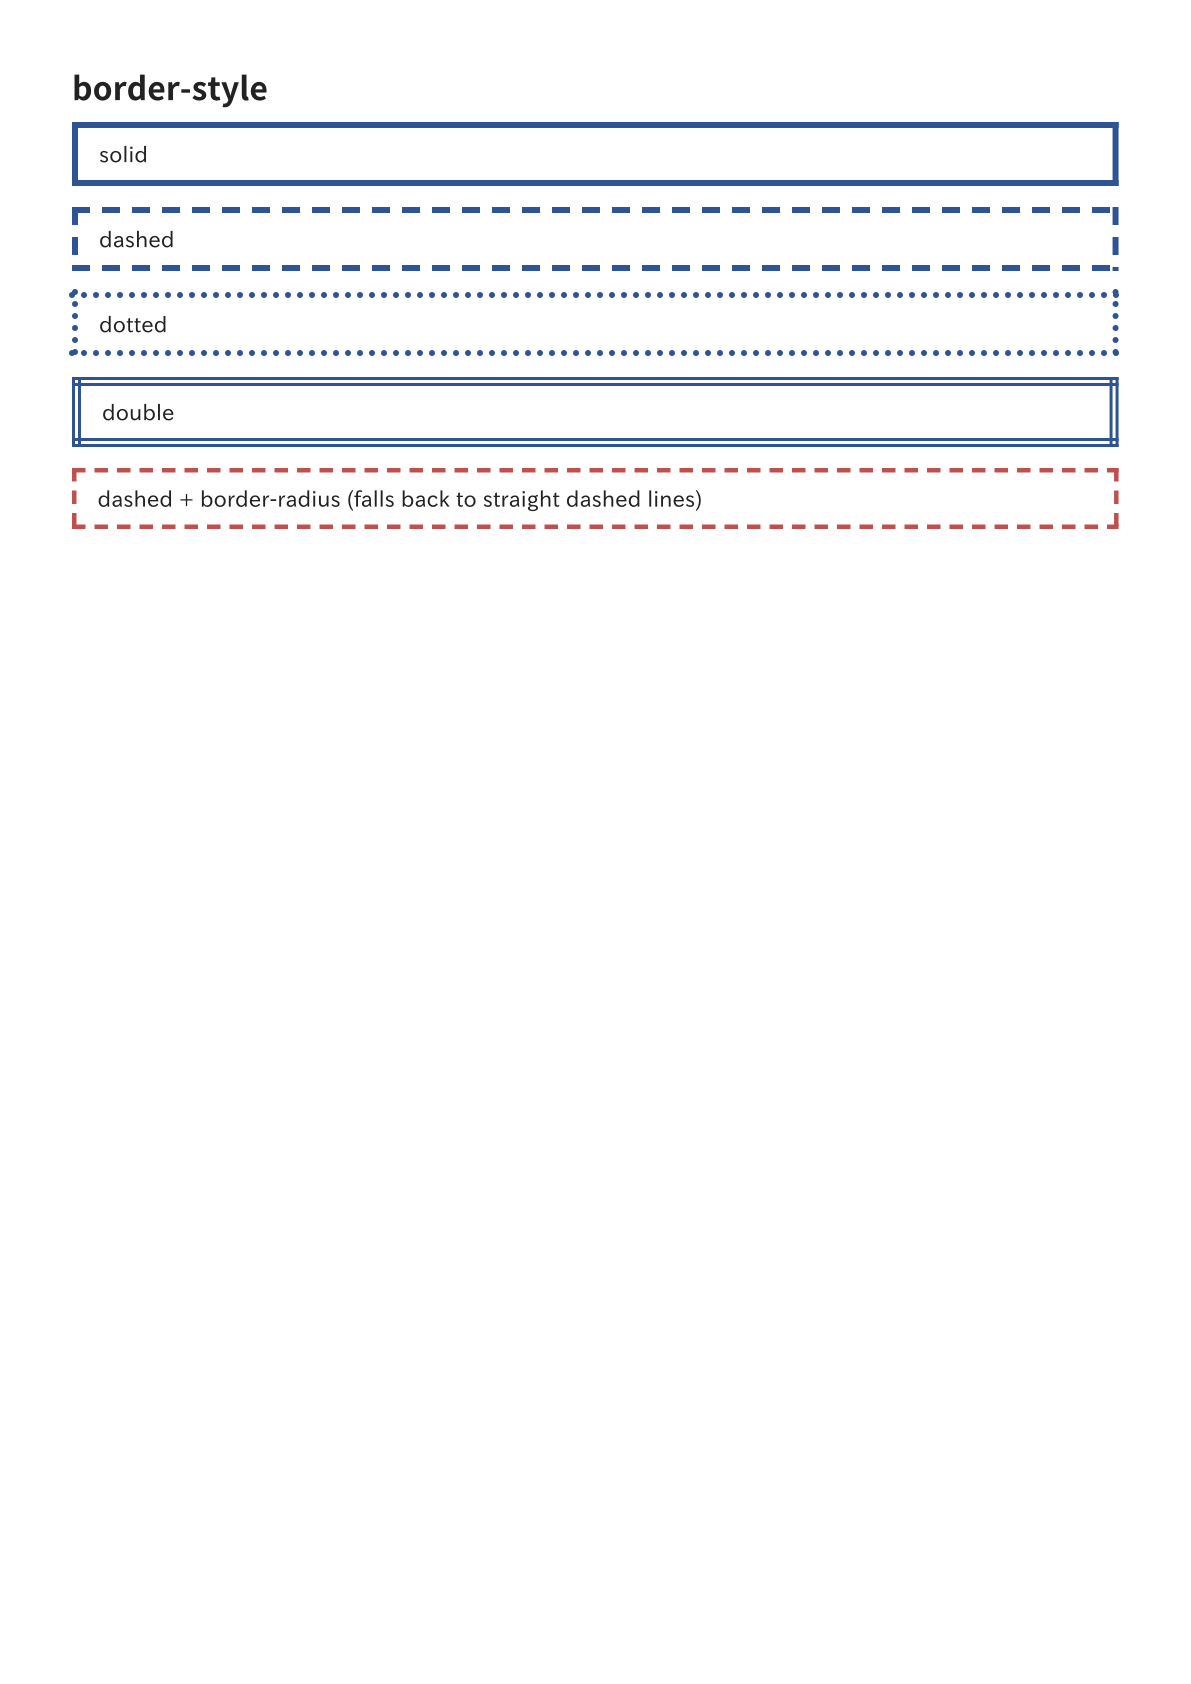 border-style
solid
dashed
dotted
double
dashed + border-radius (falls back to straight dashed lines)